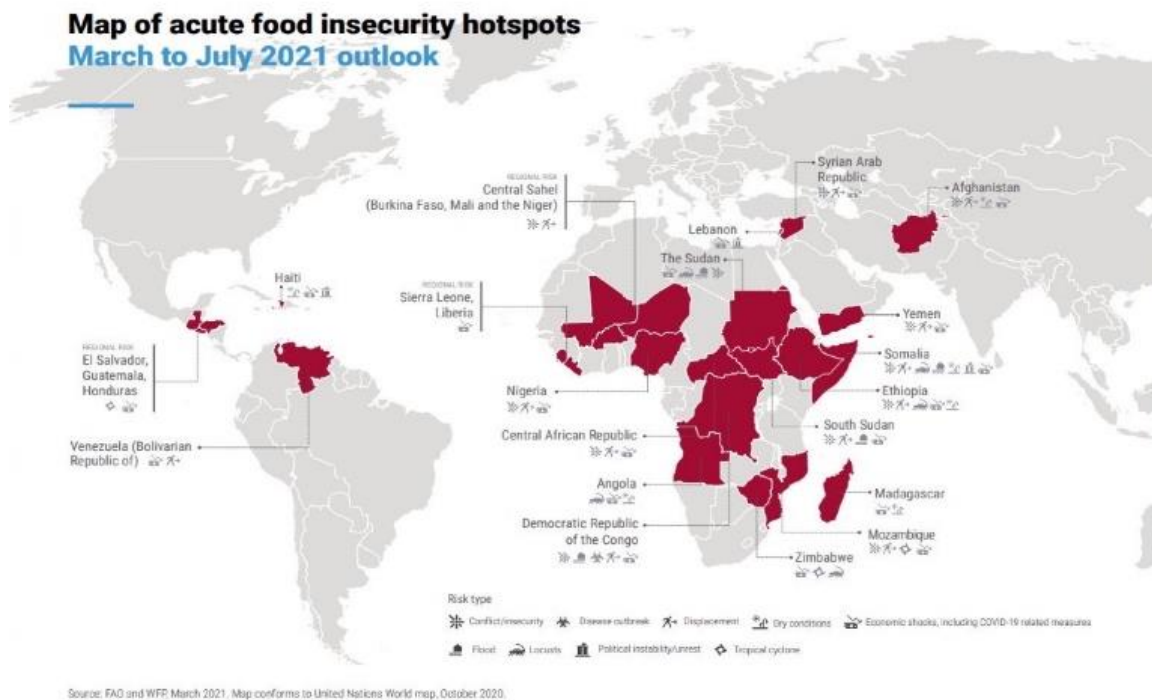 Map of acute food insecurity hotspots
March to July 2021 outlook
REGIONAL RISK
Central Sahel
(Burkina Faso, Mali and the Niger)
Syrian Arab
Republic
Afghanistan
Lebanon
The Sudan
Haiti
REGIONAL RISK
Sierra Leone,
Liberia
Yemen
REGIONAL RISK
El Salvador,
Guatemala,
Honduras
Somalia
Nigeria
Ethiopia
South Sudan
Central African Republic
Venezuela (Bolivarian
Republic of)
Angola
Madagascar
Democratic Republic
of the Congo
Mozambique
Zimbabwe
Risk type
Conflict/insecurity Disease outbreak Displacement Dry conditions Economic shocks, including COVID-19 related measures
Flood Locusts Political instability/unrest Tropical cyclone
Source: FAO and WFP. March 2021. Map conforms to United Nations World map, October 2020.